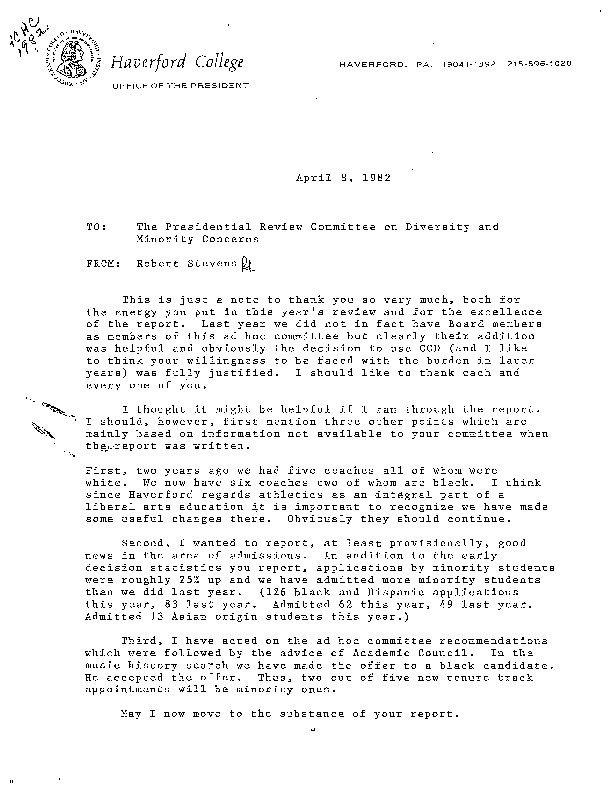 ICHC
1982
Haverford College
HAVERFORD, PA. 19041-1392 215-896-1020
OFFICE OF THE PRESIDENT
April 8, 1982
TO: The Presidential Review Committee on Diversity and
Minority Concerns
FROM: Robert Stevens
This is just a note to thank you so very much, both for
the energy you put in this year's review and for the excellence
of the report. Last year we did not in fact have Board members
as members of this ad hoc committee but clearly their addition
was helpful and obviously the decision to use COD (and I like
to think your willingness to be faced with the burden in later
years) was fully justified. I should like to thank each and
every one of you.
I thought it might be helpful if I ran through the report.
I should, however, first mention three other points which are
mainly based on information not available to your committee when
the report was written.
First, two years ago we had five coaches all of whom were
white. We now have six coaches two of whom are black. I think
since Haverford regards athletics as an integral part of a
liberal arts education it is important to recognize we have made
some useful changes there. Obviously they should continue.
Second, I wanted to report, at least provisionally, good
news in the area of admissions. In addition to the early
decision statistics you report, applications by minority students
were roughly 25% up and we have admitted more minority students
than we did last year. (126 Black and Hispanic applications
this year, 83 last year. Admitted 62 this year, 49 last year.
Admitted 13 Asian origin students this year.)
Third, I have acted on the ad hoc committee recommendations
which were followed by the advice of Academic Council. In the
music history search we have made the offer to a black candidate.
He accepted the offer. Thus, two out of five new tenure track
appointments will be minority ones.
May I now move to the substance of your report.